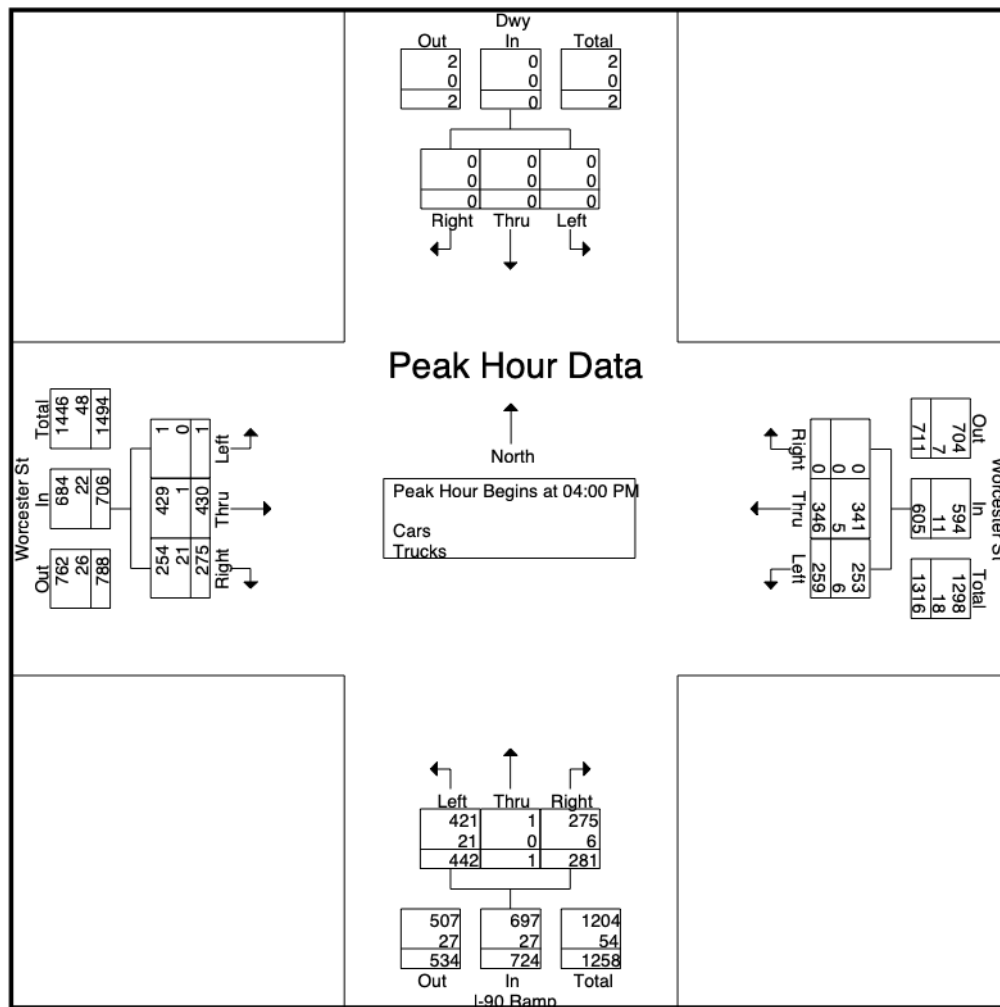 Dwy
Out In Total
2 0 2
0 0 0
2 0 2
0 0 0
0 0 0
0 0 0
Right Thru Left
Peak Hour Data
North
Peak Hour Begins at 04:00 PM
Cars
Trucks
Worcester St
Total In Out
1446 684 762
48 22 26
1494 706 788
1 429 254
0 1 21
1 430 275
Left Thru Right
Right Thru Left
0 346 259
0 5 6
0 341 253
711 605 1316
7 11 18
704 594 1298
Out In Total
Worcester St
Left Thru Right
421 1 275
21 0 6
442 1 281
507 697 1204
27 27 54
534 724 1258
Out In Total
I-90 Ramp